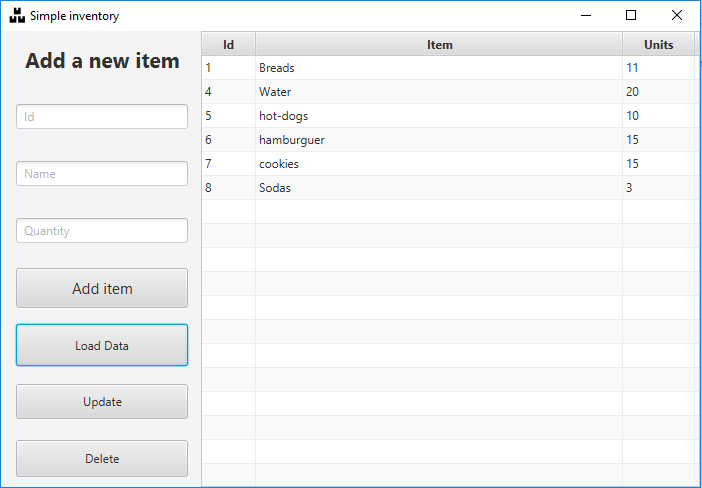 Simple inventory
Add a new item
Id
Name
Quantity
Add item
Load Data
Update
Delete
Id Item Units
1 Breads 11
4 Water 20
5 hot-dogs 10
6 hamburguer 15
7 cookies 15
8 Sodas 3